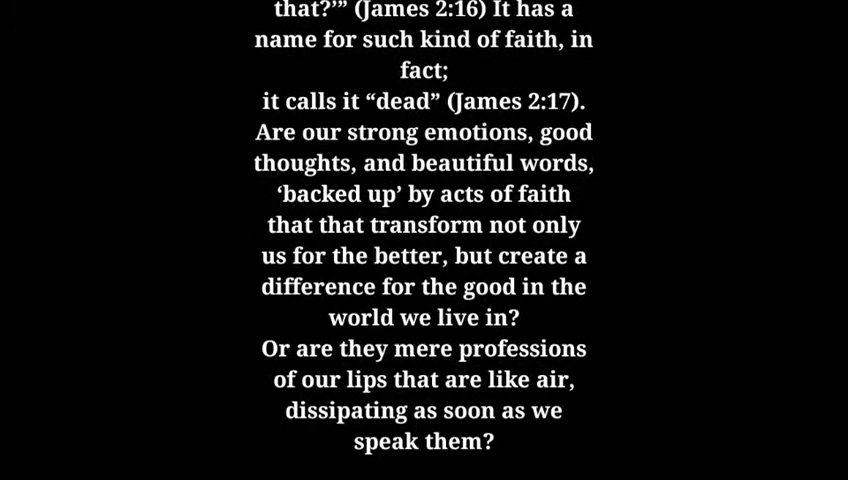 that?’” (James 2:16) It has a
name for such kind of faith, in
fact;
it calls it “dead” (James 2:17).
Are our strong emotions, good
thoughts, and beautiful words,
‘backed up’ by acts of faith
that that transform not only
us for the better, but create a
difference for the good in the
world we live in?
Or are they mere professions
of our lips that are like air,
dissipating as soon as we
speak them?